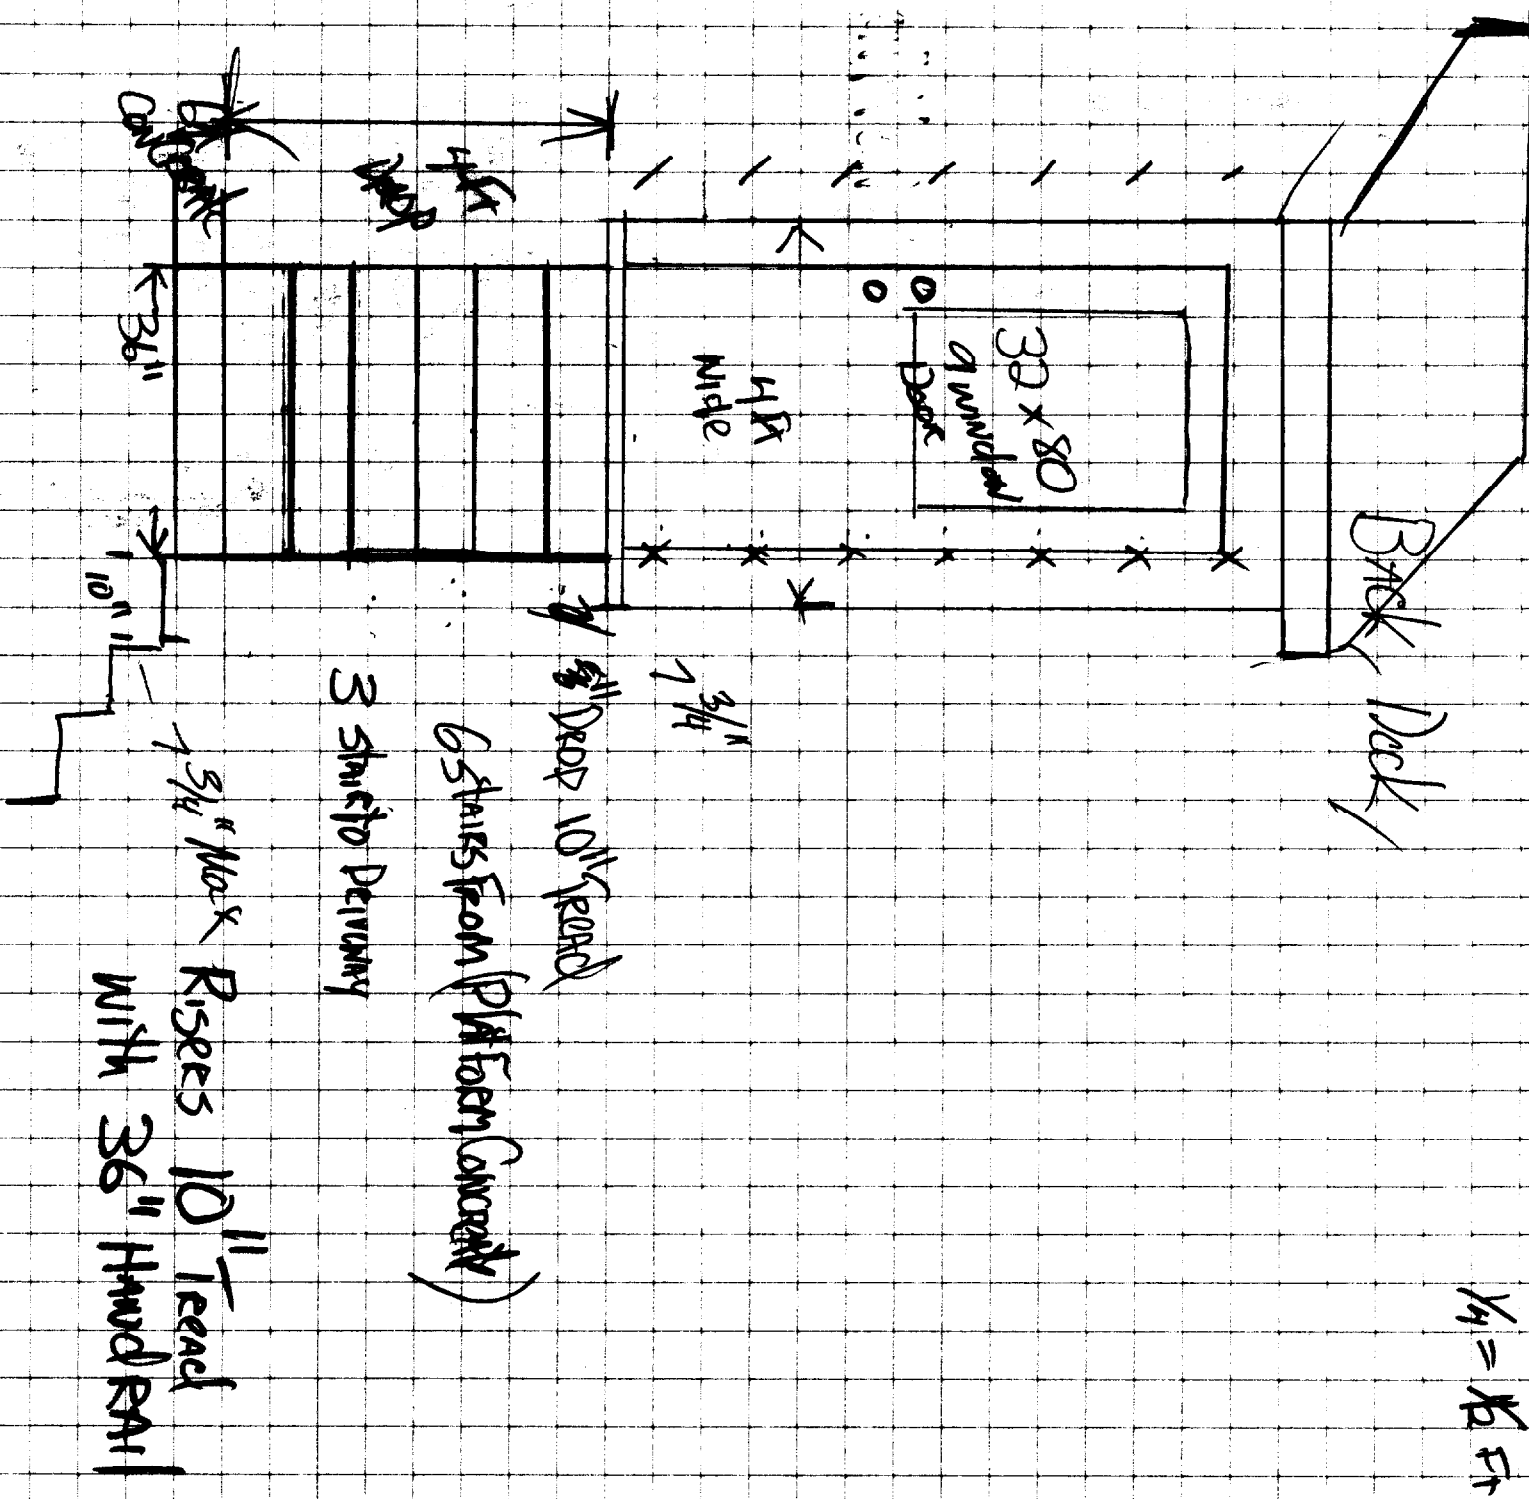 Back Deck
32 x 80
9 window
Door
4 ft
Wide
7 3/4"
Drop 10" Tread
6 Stairs From (Platform Concrete)
3 Stair to Driveway
4 ft
Drop
Concrete
36"
10"
7 3/4" Max Risers 10" Tread
With 36" Hand Rail
1/4 = 1/2 Ft